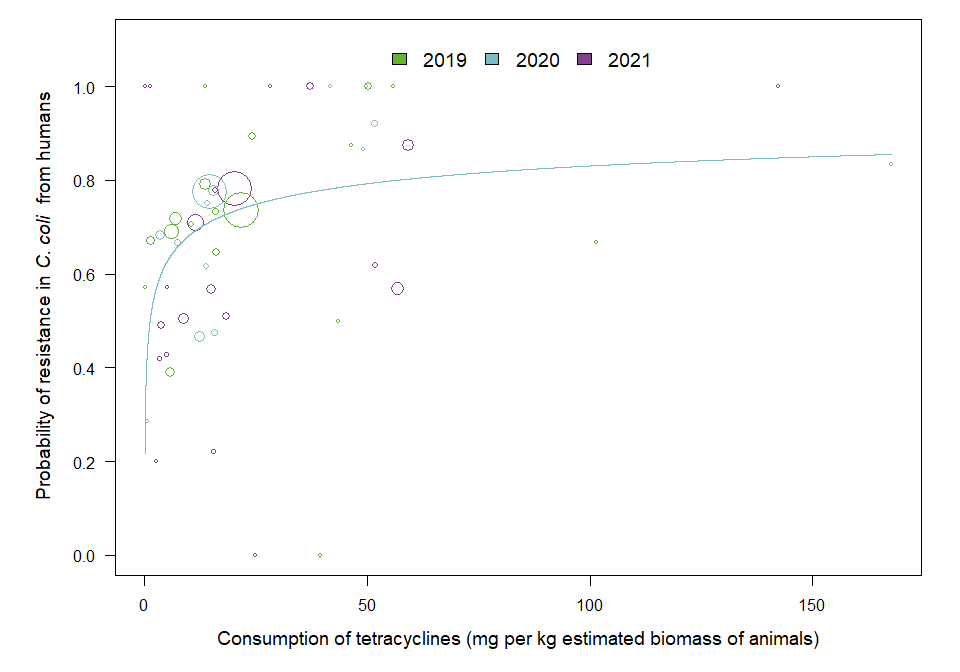 2019 2020 2021
Probability of resistance in C. coli from humans
1.0
0.8
0.6
0.4
0.2
0.0
0 50 100 150
Consumption of tetracyclines (mg per kg estimated biomass of animals)